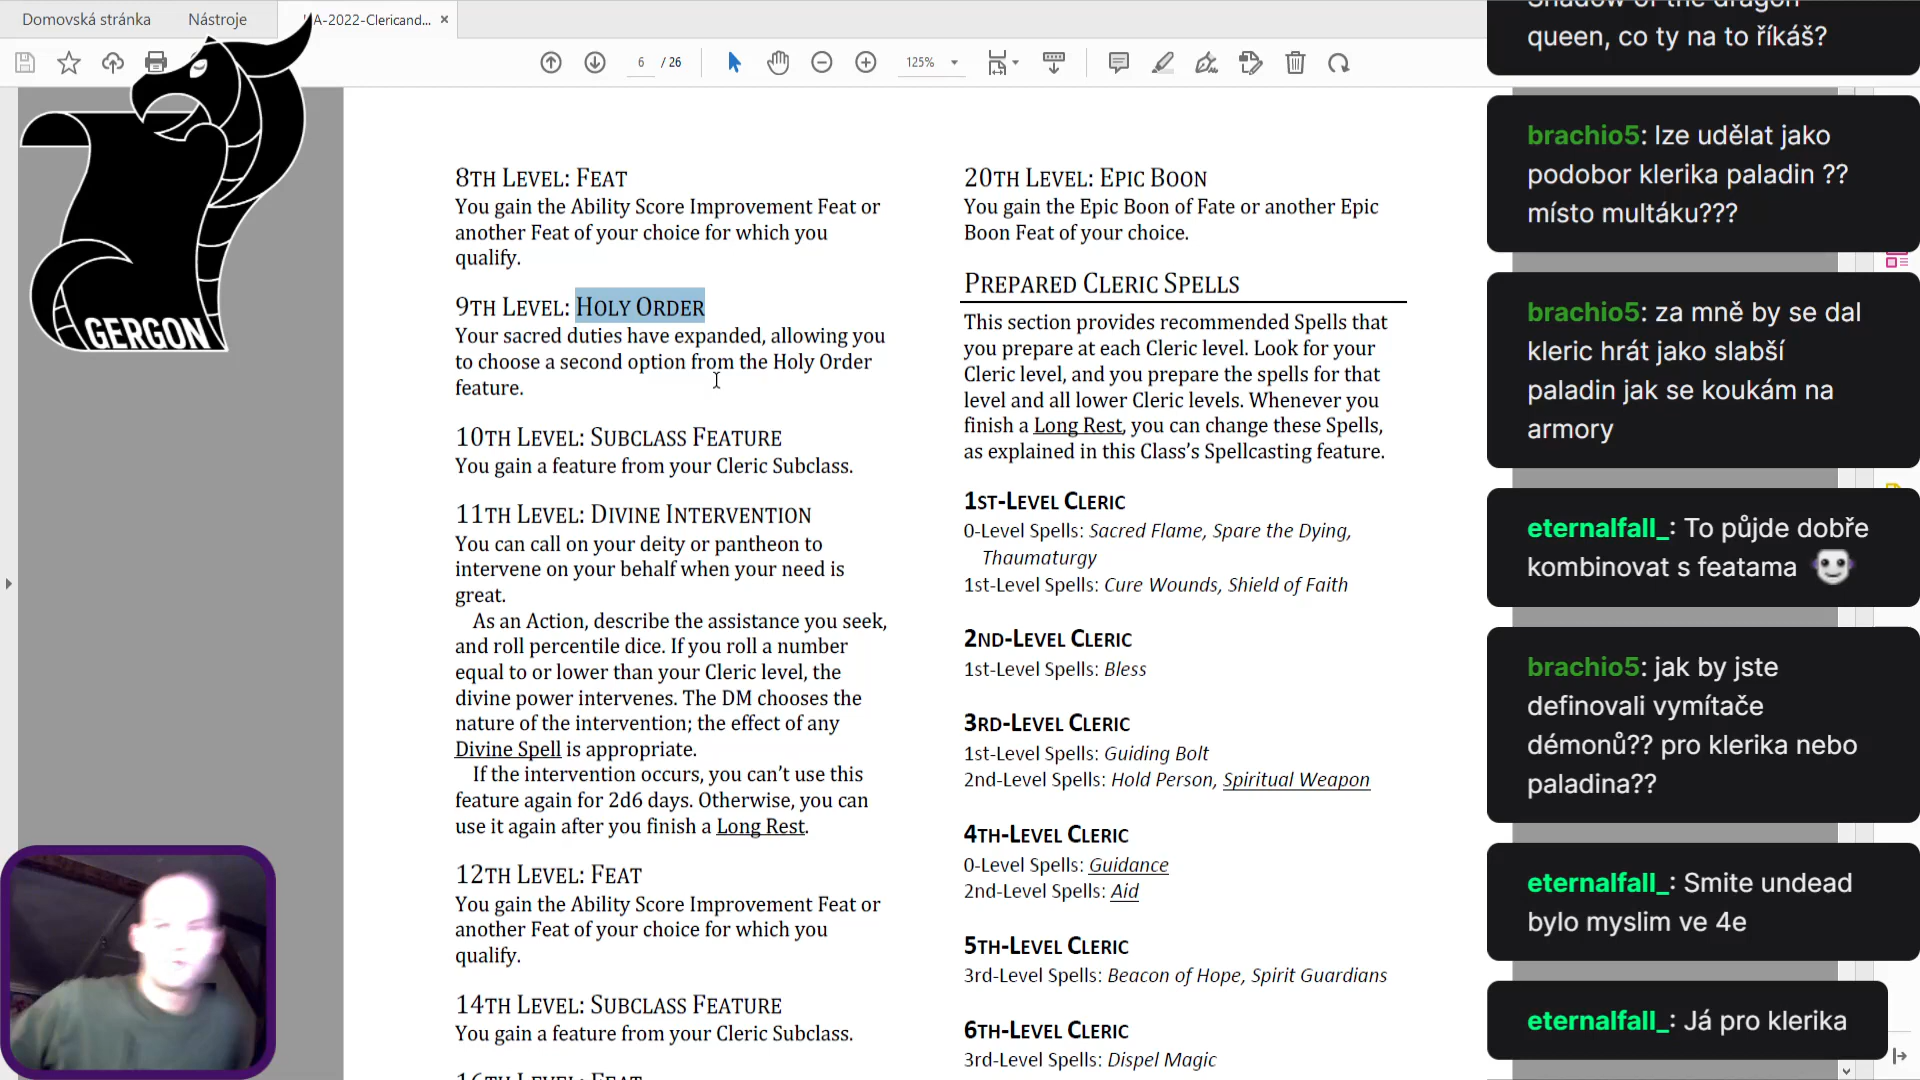 Domovská stránka
Nástroje
A-2022-Clericand...
6 / 26
125%
GERGON
8TH LEVEL: FEAT
You gain the Ability Score Improvement Feat or
another Feat of your choice for which you
qualify.
9TH LEVEL: HOLY ORDER
Your sacred duties have expanded, allowing you
to choose a second option from the Holy Order
feature.
10TH LEVEL: SUBCLASS FEATURE
You gain a feature from your Cleric Subclass.
11TH LEVEL: DIVINE INTERVENTION
You can call on your deity or pantheon to
intervene on your behalf when your need is
great.
As an Action, describe the assistance you seek,
and roll percentile dice. If you roll a number
equal to or lower than your Cleric level, the
divine power intervenes. The DM chooses the
nature of the intervention; the effect of any
Divine Spell is appropriate.
If the intervention occurs, you can’t use this
feature again for 2d6 days. Otherwise, you can
use it again after you finish a Long Rest.
12TH LEVEL: FEAT
You gain the Ability Score Improvement Feat or
another Feat of your choice for which you
qualify.
14TH LEVEL: SUBCLASS FEATURE
You gain a feature from your Cleric Subclass.
16TH LEVEL: FEAT
20TH LEVEL: EPIC BOON
You gain the Epic Boon of Fate or another Epic
Boon Feat of your choice.
PREPARED CLERIC SPELLS
This section provides recommended Spells that
you prepare at each Cleric level. Look for your
Cleric level, and you prepare the spells for that
level and all lower Cleric levels. Whenever you
finish a Long Rest, you can change these Spells,
as explained in this Class’s Spellcasting feature.
1ST-LEVEL CLERIC
0-Level Spells: Sacred Flame, Spare the Dying,
Thaumaturgy
1st-Level Spells: Cure Wounds, Shield of Faith
2ND-LEVEL CLERIC
1st-Level Spells: Bless
3RD-LEVEL CLERIC
1st-Level Spells: Guiding Bolt
2nd-Level Spells: Hold Person, Spiritual Weapon
4TH-LEVEL CLERIC
0-Level Spells: Guidance
2nd-Level Spells: Aid
5TH-LEVEL CLERIC
3rd-Level Spells: Beacon of Hope, Spirit Guardians
6TH-LEVEL CLERIC
3rd-Level Spells: Dispel Magic
Shadow of the dragon
queen, co ty na to říkáš?
brachio5: lze udělat jako
podobor klerika paladin ??
místo multáku???
brachio5: za mně by se dal
kleric hrát jako slabší
paladin jak se koukám na
armory
eternalfall_: To půjde dobře
kombinovat s featama
brachio5: jak by jste
definovali vymítače
démonů?? pro klerika nebo
paladina??
eternalfall_: Smite undead
bylo myslim ve 4e
eternalfall_: Já pro klerika